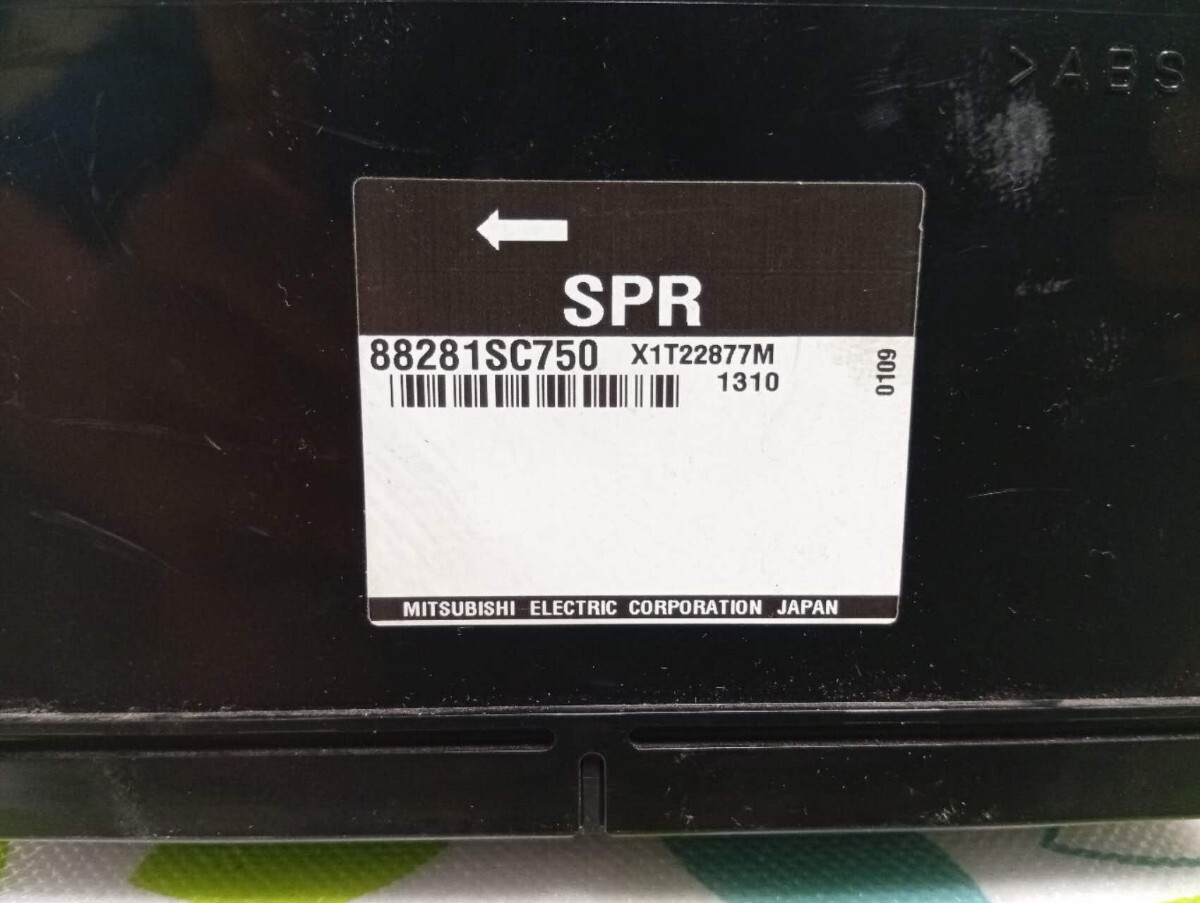 >ABS
SPR
88281SC750 X1T22877M
1310
0109
MITSUBISHI ELECTRIC CORPORATION JAPAN